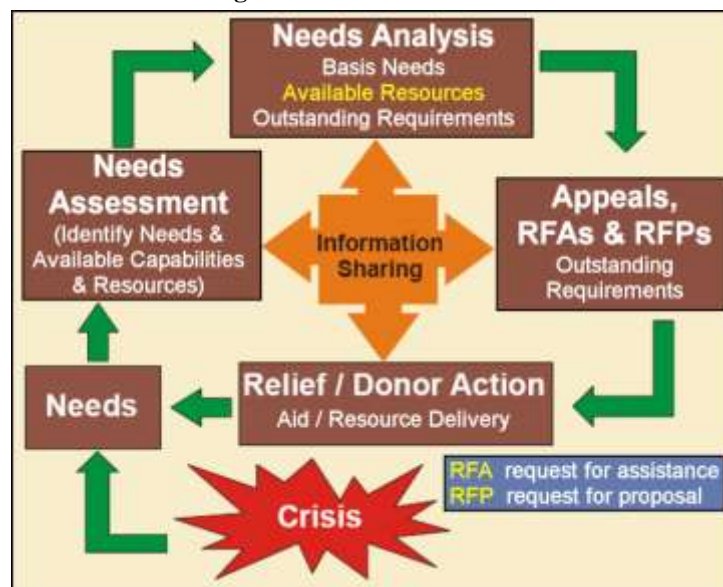 Needs Analysis
Basis Needs
Available Resources
Outstanding Requirements
Needs
Assessment
(Identify Needs &
Available Capabilities
& Resources)
Information
Sharing
Appeals,
RFAs & RFPs
Outstanding
Requirements
Needs
Relief / Donor Action
Aid / Resource Delivery
Crisis
RFA request for assistance
RFP request for proposal